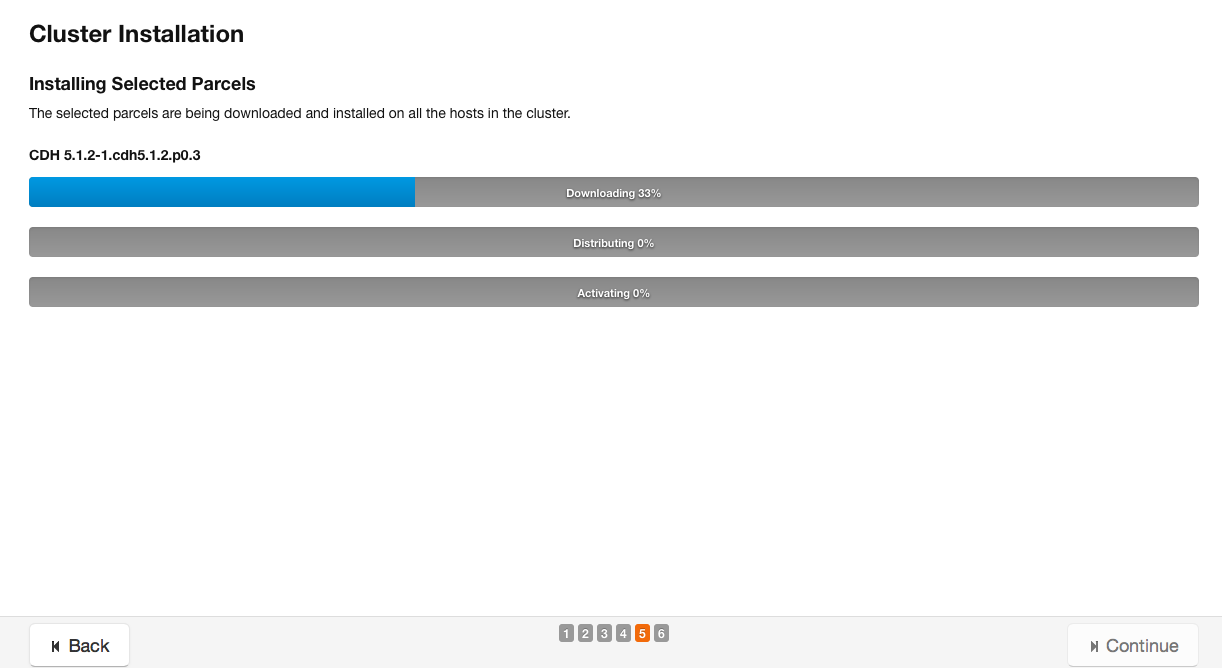 Cluster Installation
Installing Selected Parcels
The selected parcels are being downloaded and installed on all the hosts in the cluster.
CDH 5.1.2-1.cdh5.1.2.p0.3
Downloading 33%
Distributing 0%
Activating 0%
Back
1 2 3 4 5 6
Continue